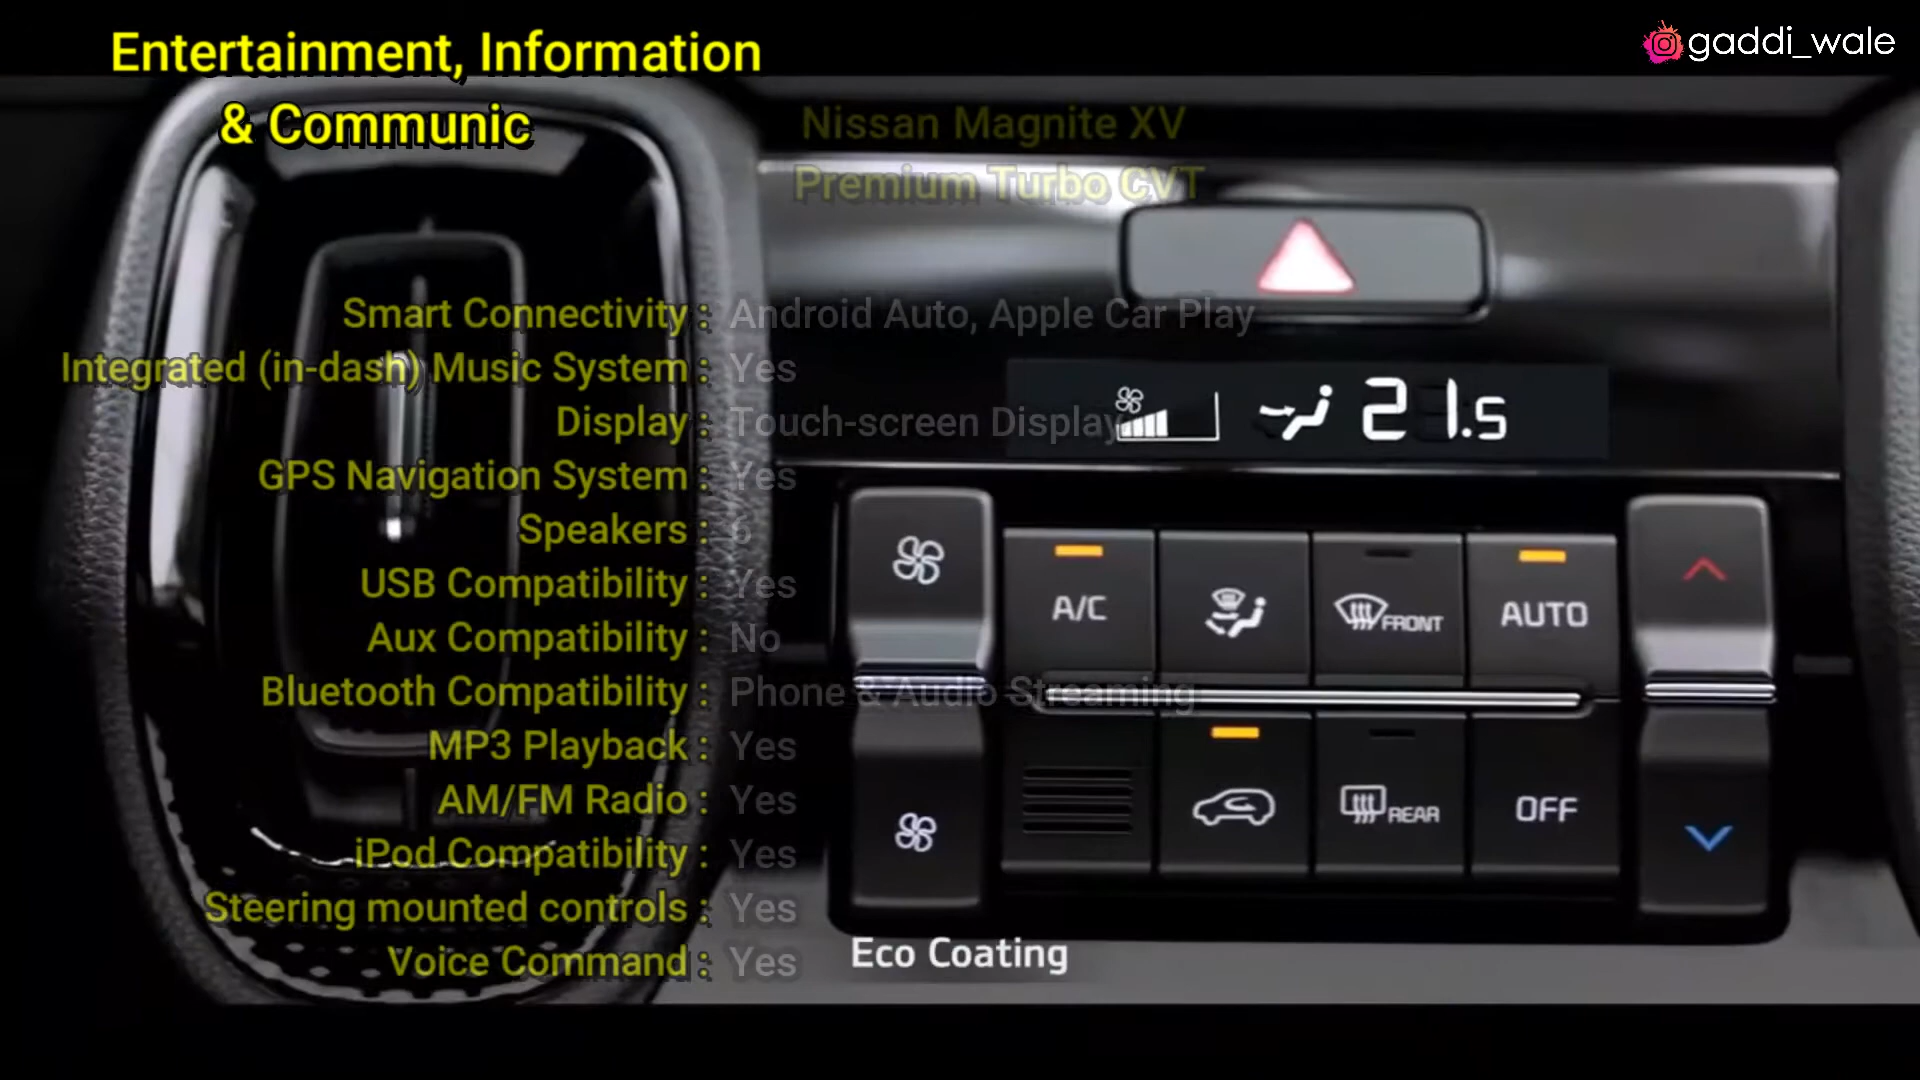 Entertainment, Information
& Communic
gaddi_wale
Nissan Magnite XV
Premium Turbo CVT
Smart Connectivity : Android Auto, Apple Car Play
Integrated (in-dash) Music System : Yes
Display : Touch-screen Display
GPS Navigation System : Yes
Speakers : 6
USB Compatibility : Yes
Aux Compatibility : No
Bluetooth Compatibility : Phone & Audio Streaming
MP3 Playback : Yes
AM/FM Radio : Yes
iPod Compatibility : Yes
Steering mounted controls : Yes
Voice Command : Yes
21.5
A/C
FRONT
AUTO
REAR
OFF
Eco Coating